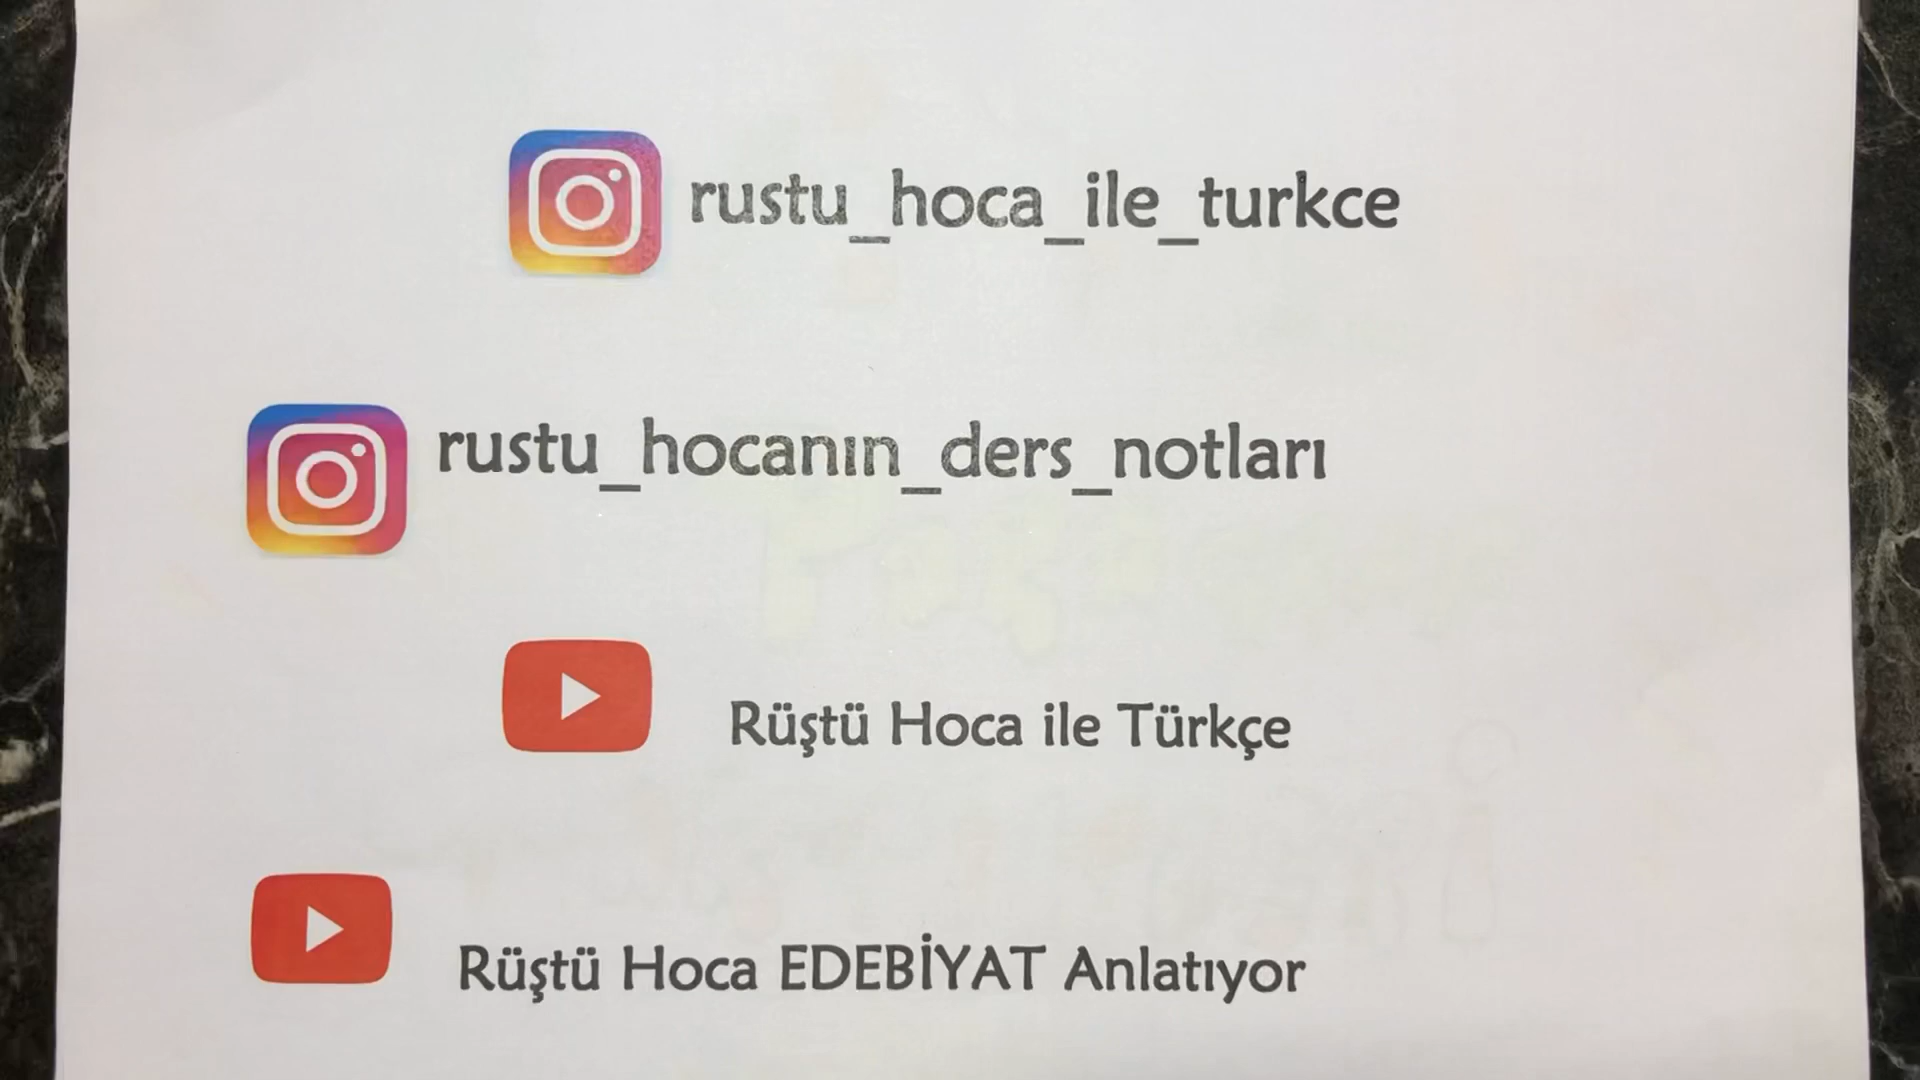 rustu_hoca_ile_turkce
rustu_hocanın_ders_notları
Rüştü Hoca ile Türkçe
Rüştü Hoca EDEBİYAT Anlatıyor